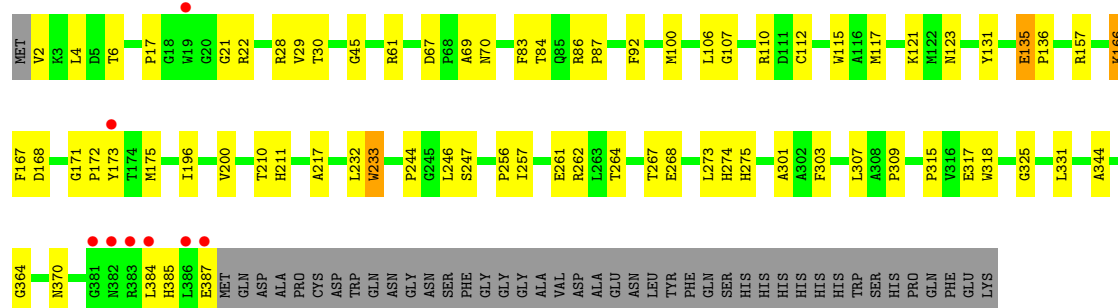 MET V2 K3 L4 D5 T6 P17 G18 W19 G20 G21 R22 R28 V29 T30 G45 R61 D67 P68 A69 N70 F83 T84 Q85 R86 P87 F92 M100 L106 G107 R110 D111 C112 W115 A116 M117 K121 M122 N123 Y131 E135 P136 R157 K166
F167 D168 G171 P172 Y173 T174 M175 I196 V200 T210 H211 A217 L232 W233 P244 G245 L246 S247 P256 I257 E261 R262 L263 T264 T267 E268 L273 H274 H275 A301 A302 F303 L307 A308 P309 P315 V316 E317 W318 G325 L331 A344
G364 N370 G381 N382 R383 L384 H385 L386 E387 MET GLN ASP ALA PRO CYS ASP TRP GLN ASN GLY ASN SER PHE GLY GLY GLY ALA VAL ASP ALA GLU ASN LEU TYR PHE GLN SER HIS HIS HIS HIS HIS HIS TRP SER HIS PRO GLN PHE GLU LYS